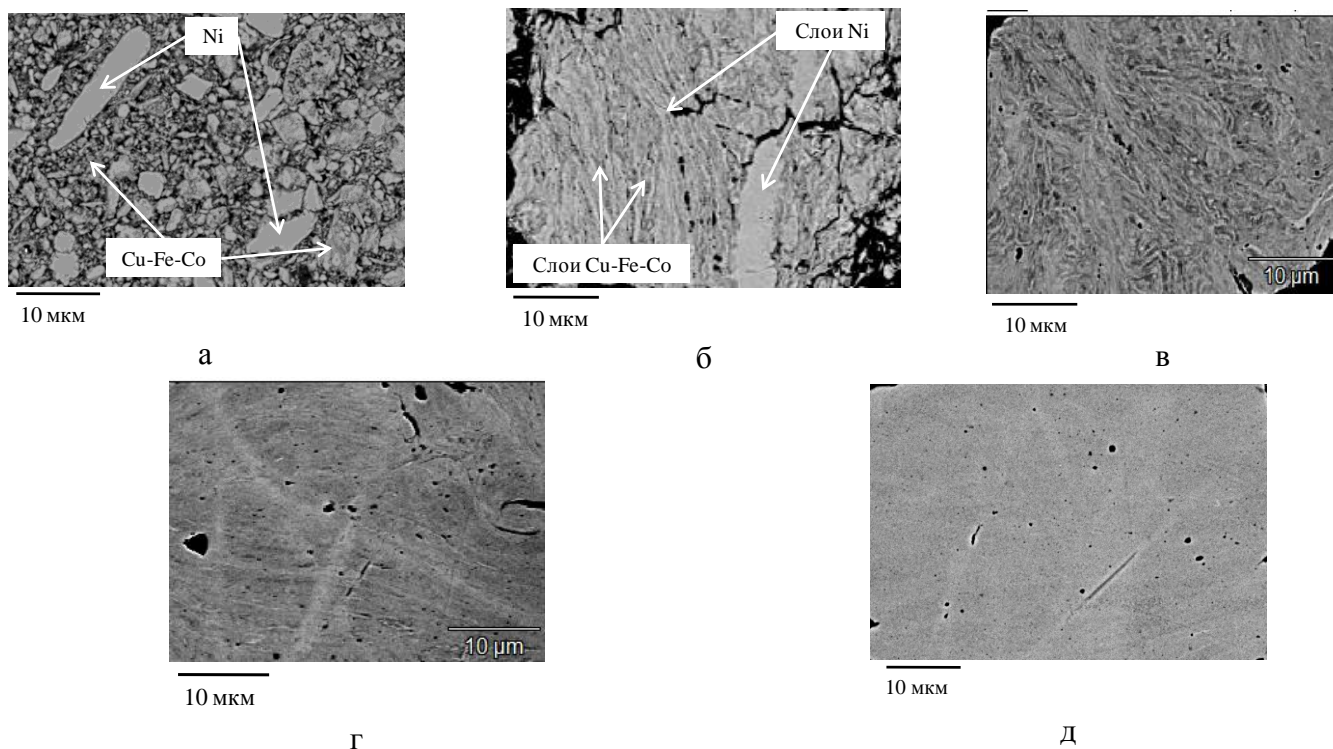 Ni
Cu-Fe-Co
10 мкм
а
Слои Ni
Слои Cu-Fe-Co
10 мкм
б
10 µm
10 мкм
в
10 µm
10 мкм
г
10 мкм
д